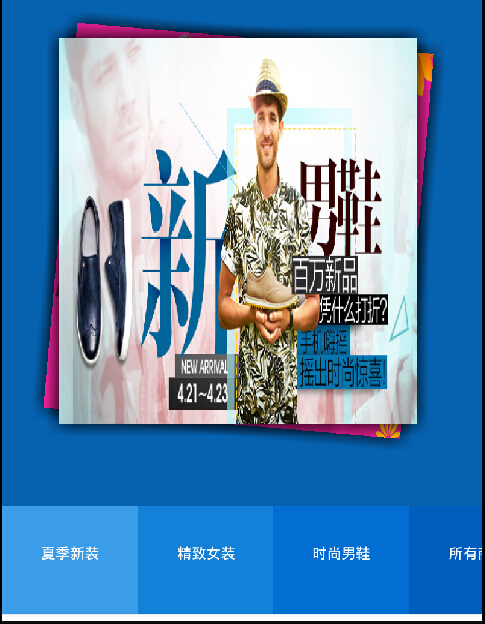 新
男鞋
百万新品
凭什么打折?
手机嗨摇
摇出时尚惊喜!
NEW ARRIVAL
4.21~4.23
夏季新装
精致女装
时尚男鞋
所有